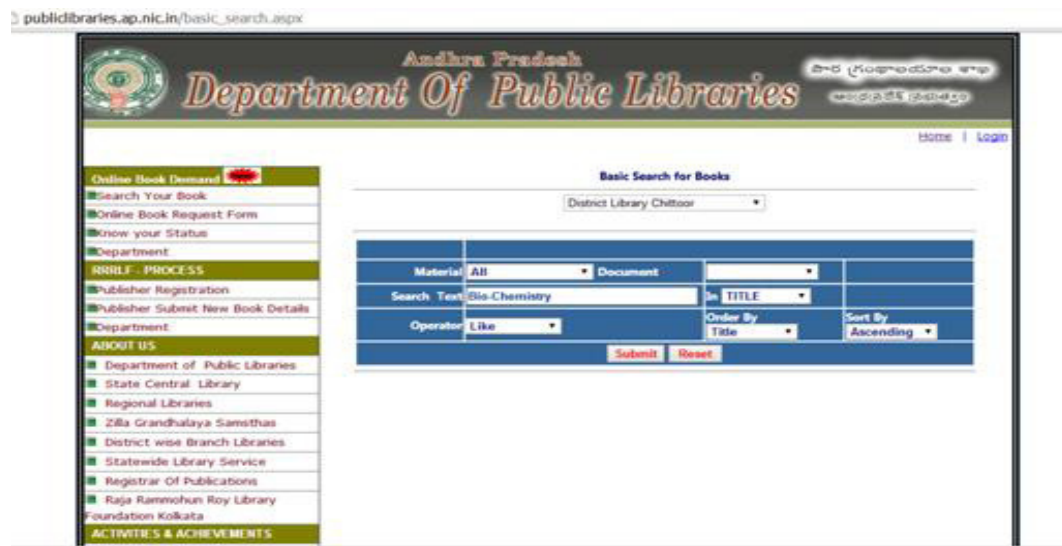 publiclibraries.ap.nic.in/basic_search.aspx
Andhra Pradesh
Department Of Public Libraries
పౌర గ్రంథాలయాల శాఖ
ఆంధ్రప్రదేశ్ ప్రభుత్వం
Home | Login
Online Book Demand
Search Your Book
Online Book Request Form
Know your Status
Department
RRRLF - PROCESS
Publisher Registration
Publisher Submit New Book Details
Department
ABOUT US
Department of Public Libraries
State Central Library
Regional Libraries
Zilla Grandhalaya Samsthas
District wise Branch Libraries
Statewide Library Service
Registrar Of Publications
Raja Rammohun Roy Library
Foundation Kolkata
ACTIVITIES & ACHIEVEMENTS
Basic Search for Books
District Library Chittoor
Material All Document
Search Text Bio-Chemistry In TITLE
Operator Like Order By Title Sort By Ascending
Submit Reset